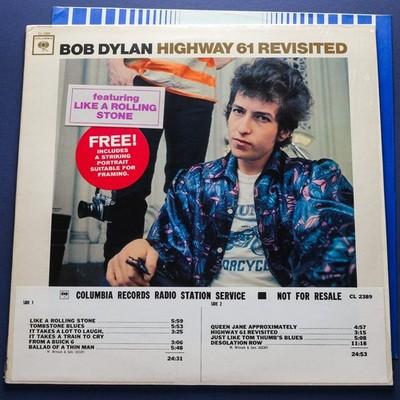 COLUMBIA
BOB DYLAN HIGHWAY 61 REVISITED
featuring
LIKE A ROLLING
STONE
FREE!
INCLUDES
A STRIKING
PORTRAIT
SUITABLE FOR
FRAMING.
MOTORCYCLE
COLUMBIA RECORDS RADIO STATION SERVICE NOT FOR RESALE CL 2389
SIDE 1
LIKE A ROLLING STONE 5:59
TOMBSTONE BLUES 5:53
IT TAKES A LOT TO LAUGH, 3:25
IT TAKES A TRAIN TO CRY
FROM A BUICK 6 3:06
BALLAD OF A THIN MAN 5:48
24:31
SIDE 2
QUEEN JANE APPROXIMATELY 4:57
HIGHWAY 61 REVISITED 3:15
JUST LIKE TOM THUMB'S BLUES 5:08
DESOLATION ROW 11:18
24:53